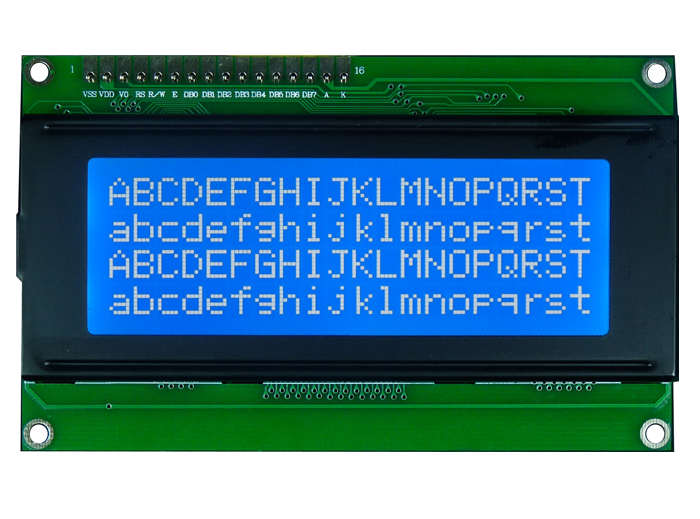 1 16
VSS VDD V0 RS R/W E DB0 DB1 DB2 DB3 DB4 DB5 DB6 DB7 A K
ABCDEFGHIJKLMNOPQRST
abcdefghijklmnopqrst
ABCDEFGHIJKLMNOPQRST
abcdefghijklmnopqrst